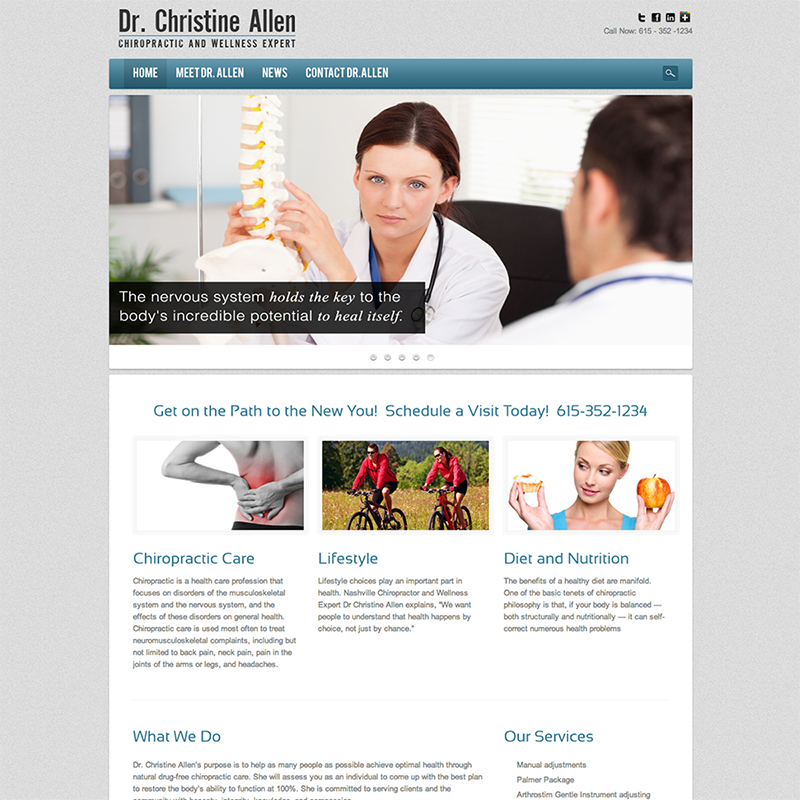 Dr. Christine Allen
CHIROPRACTIC AND WELLNESS EXPERT
Call Now: 615 - 352 -1234
HOME MEET DR. ALLEN NEWS CONTACT DR.ALLEN
The nervous system holds the key to the
body's incredible potential to heal itself.
Get on the Path to the New You! Schedule a Visit Today! 615-352-1234
Chiropractic Care
Chiropractic is a health care profession that
focuses on disorders of the musculoskeletal
system and the nervous system, and the
effects of these disorders on general health.
Chiropractic care is used most often to treat
neuromusculoskeletal complaints, including but
not limited to back pain, neck pain, pain in the
joints of the arms or legs, and headaches.
Lifestyle
Lifestyle choices play an important part in
health. Nashville Chiropractor and Wellness
Expert Dr Christine Allen explains, "We want
people to understand that health happens by
choice, not just by chance."
Diet and Nutrition
The benefits of a healthy diet are manifold.
One of the basic tenets of chiropractic
philosophy is that, if your body is balanced —
both structurally and nutritionally — it can self-
correct numerous health problems
What We Do
Dr. Christine Allen's purpose is to help as many people as possible achieve optimal health through
natural drug-free chiropractic care. She will assess you as an individual to come up with the best plan
to restore the body's ability to function at 100%. She is committed to serving clients and the
community with honesty, integrity, knowledge, and compassion.
Our Services
Manual adjustments
Palmer Package
Arthrostim Gentle Instrument adjusting